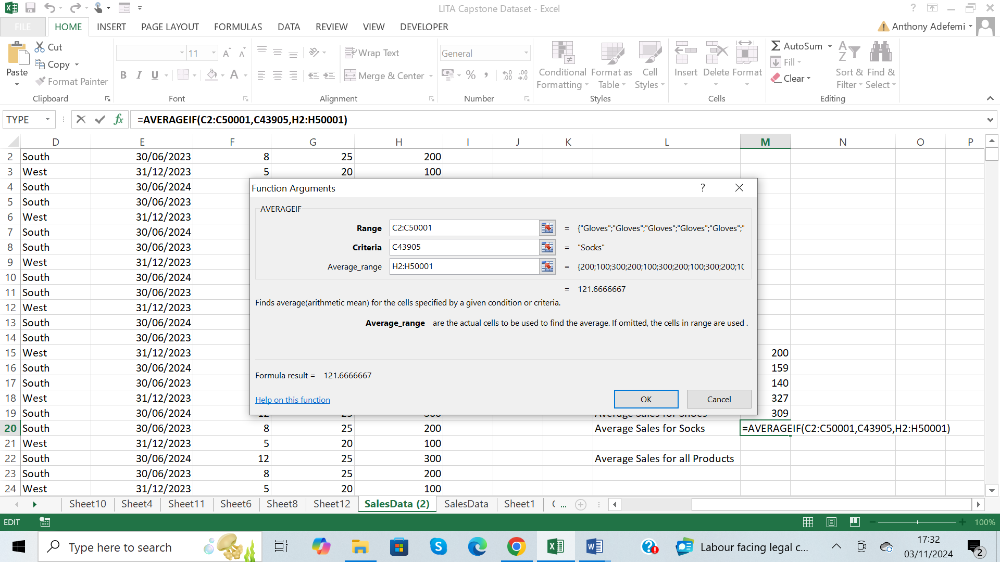 LITA Capstone Dataset - Excel
FILE HOME INSERT PAGE LAYOUT FORMULAS DATA REVIEW VIEW DEVELOPER Anthony Adefemi
Paste Cut Copy Format Painter
Clipboard
11 B I U A
Font
Wrap Text
Merge & Center
Alignment
General
% , .00
Number
Conditional Formatting Format as Table Cell Styles
Styles
Insert Delete Format
Cells
AutoSum Fill Clear Sort & Filter Find & Select
Editing
TYPE fx =AVERAGEIF(C2:C50001,C43905,H2:H50001)
D E F G H I J K L M N O P
2 South 30/06/2023 8 25 200
3 West 31/12/2023 5 20 100
4 South 30/06/2024
5 South 30/06/2023
6 West 31/12/2023
7 South 30/06/2024
8 South 30/06/2023
9 West 31/12/2023
10 South 30/06/2024
11 South 30/06/2023
12 West 31/12/2023
13 South 30/06/2024
14 South 30/06/2023
15 West 31/12/2023 200
16 South 30/06/2024 159
17 South 30/06/2023 140
18 West 31/12/2023 327
19 South 30/06/2024 12 25 300 Average Sales for Shoes 309
20 South 30/06/2023 8 25 200 Average Sales for Socks =AVERAGEIF(C2:C50001,C43905,H2:H50001)
21 West 31/12/2023 5 20 100
22 South 30/06/2024 12 25 300 Average Sales for all Products
23 South 30/06/2023 8 25 200
24 West 31/12/2023 5 20 100
Function Arguments ?
AVERAGEIF
Range C2:C50001 = {"Gloves";"Gloves";"Gloves";"Gloves";"Gloves";"
Criteria C43905 = "Socks"
Average_range H2:H50001 = {200;100;300;200;100;300;200;100;300;200;10
= 121.6666667
Finds average(arithmetic mean) for the cells specified by a given condition or criteria.
Average_range are the actual cells to be used to find the average. If omitted, the cells in range are used .
Formula result = 121.6666667
Help on this function OK Cancel
Sheet10 Sheet4 Sheet11 Sheet6 Sheet8 Sheet12 SalesData (2) SalesData Sheet1 ...
EDIT 100%
Type here to search Labour facing legal c... 17:32
03/11/2024 2